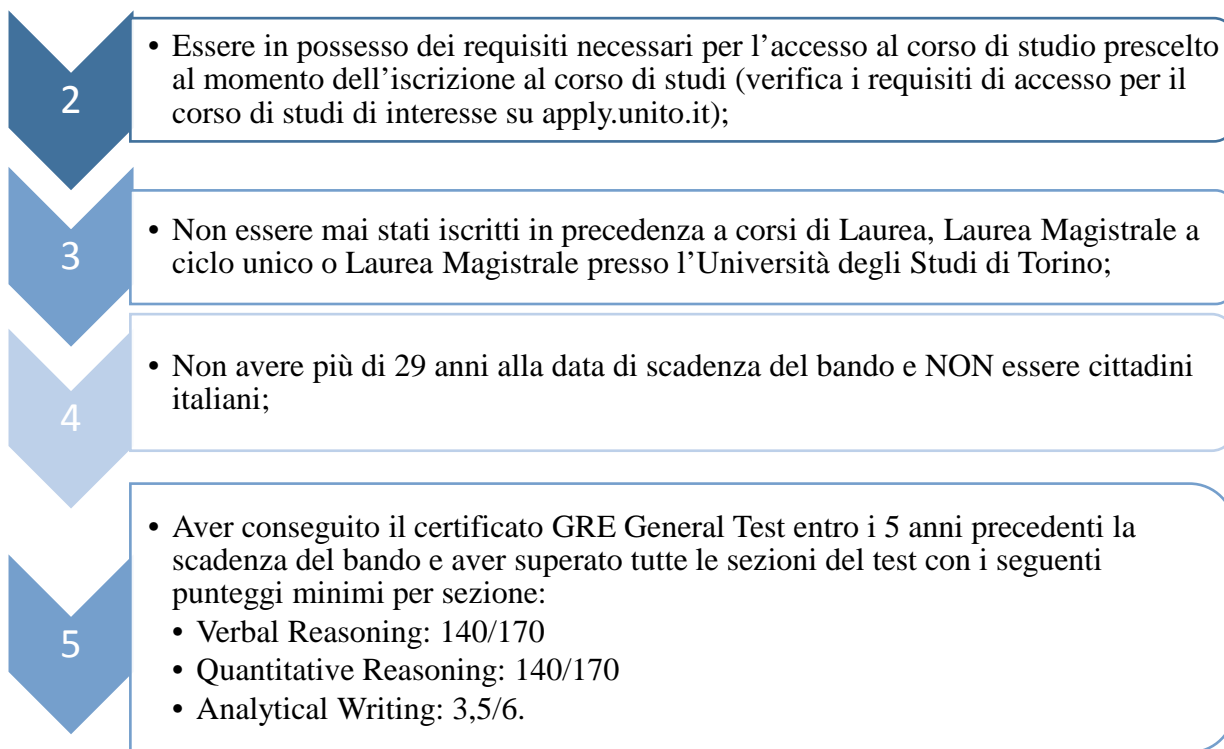 2
• Essere in possesso dei requisiti necessari per l’accesso al corso di studio prescelto
al momento dell’iscrizione al corso di studi (verifica i requisiti di accesso per il
corso di studi di interesse su apply.unito.it);
3
• Non essere mai stati iscritti in precedenza a corsi di Laurea, Laurea Magistrale a
ciclo unico o Laurea Magistrale presso l’Università degli Studi di Torino;
4
• Non avere più di 29 anni alla data di scadenza del bando e NON essere cittadini
italiani;
5
• Aver conseguito il certificato GRE General Test entro i 5 anni precedenti la
scadenza del bando e aver superato tutte le sezioni del test con i seguenti
punteggi minimi per sezione:
• Verbal Reasoning: 140/170
• Quantitative Reasoning: 140/170
• Analytical Writing: 3,5/6.